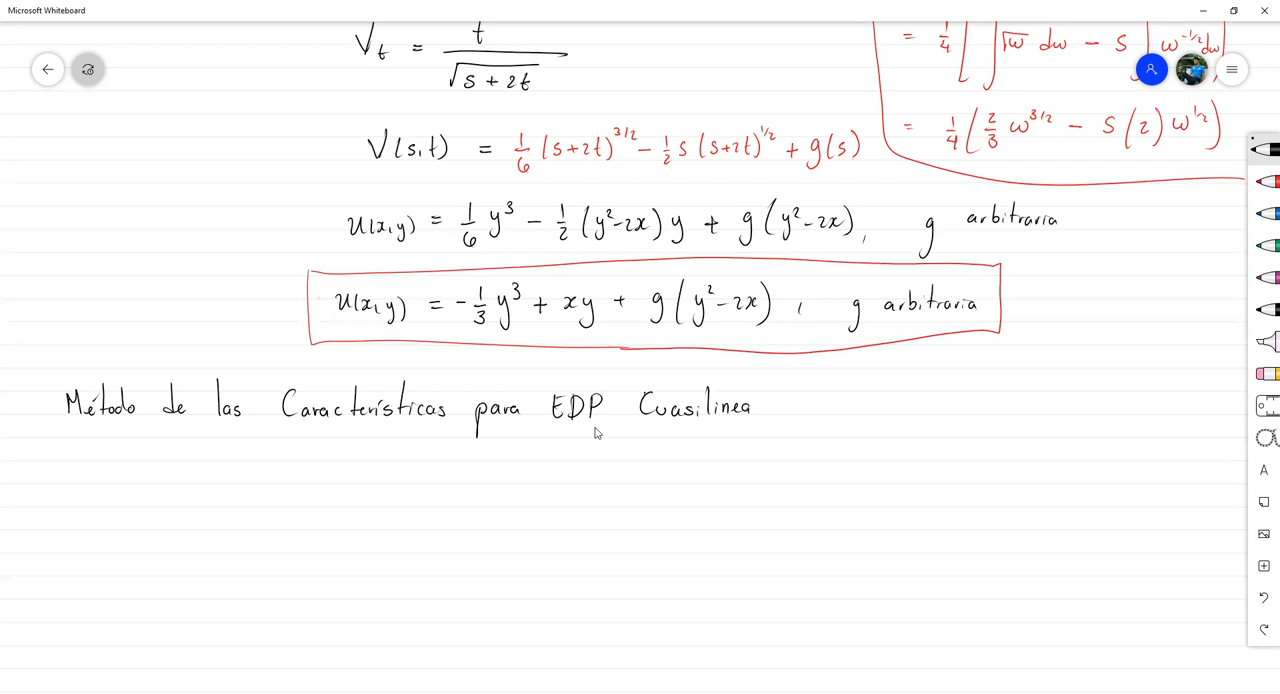 Microsoft Whiteboard
V_t = t / √(s + 2t)
= 1/4 [ ∫ √ω dω − s ∫ ω^(-1/2) dω
= 1/4 ( 2/3 ω^(3/2) − s (2) ω^(1/2) )
V(s,t) = 1/6 (s+2t)^(3/2) − 1/2 s (s+2t)^(1/2) + g(s)
u(x,y) = 1/6 y³ − 1/2 (y²−2x) y + g (y²−2x), g arbitraria
u(x,y) = −1/3 y³ + xy + g (y²−2x), g arbitraria
Método de las Características para EDP Cuasilinea
A